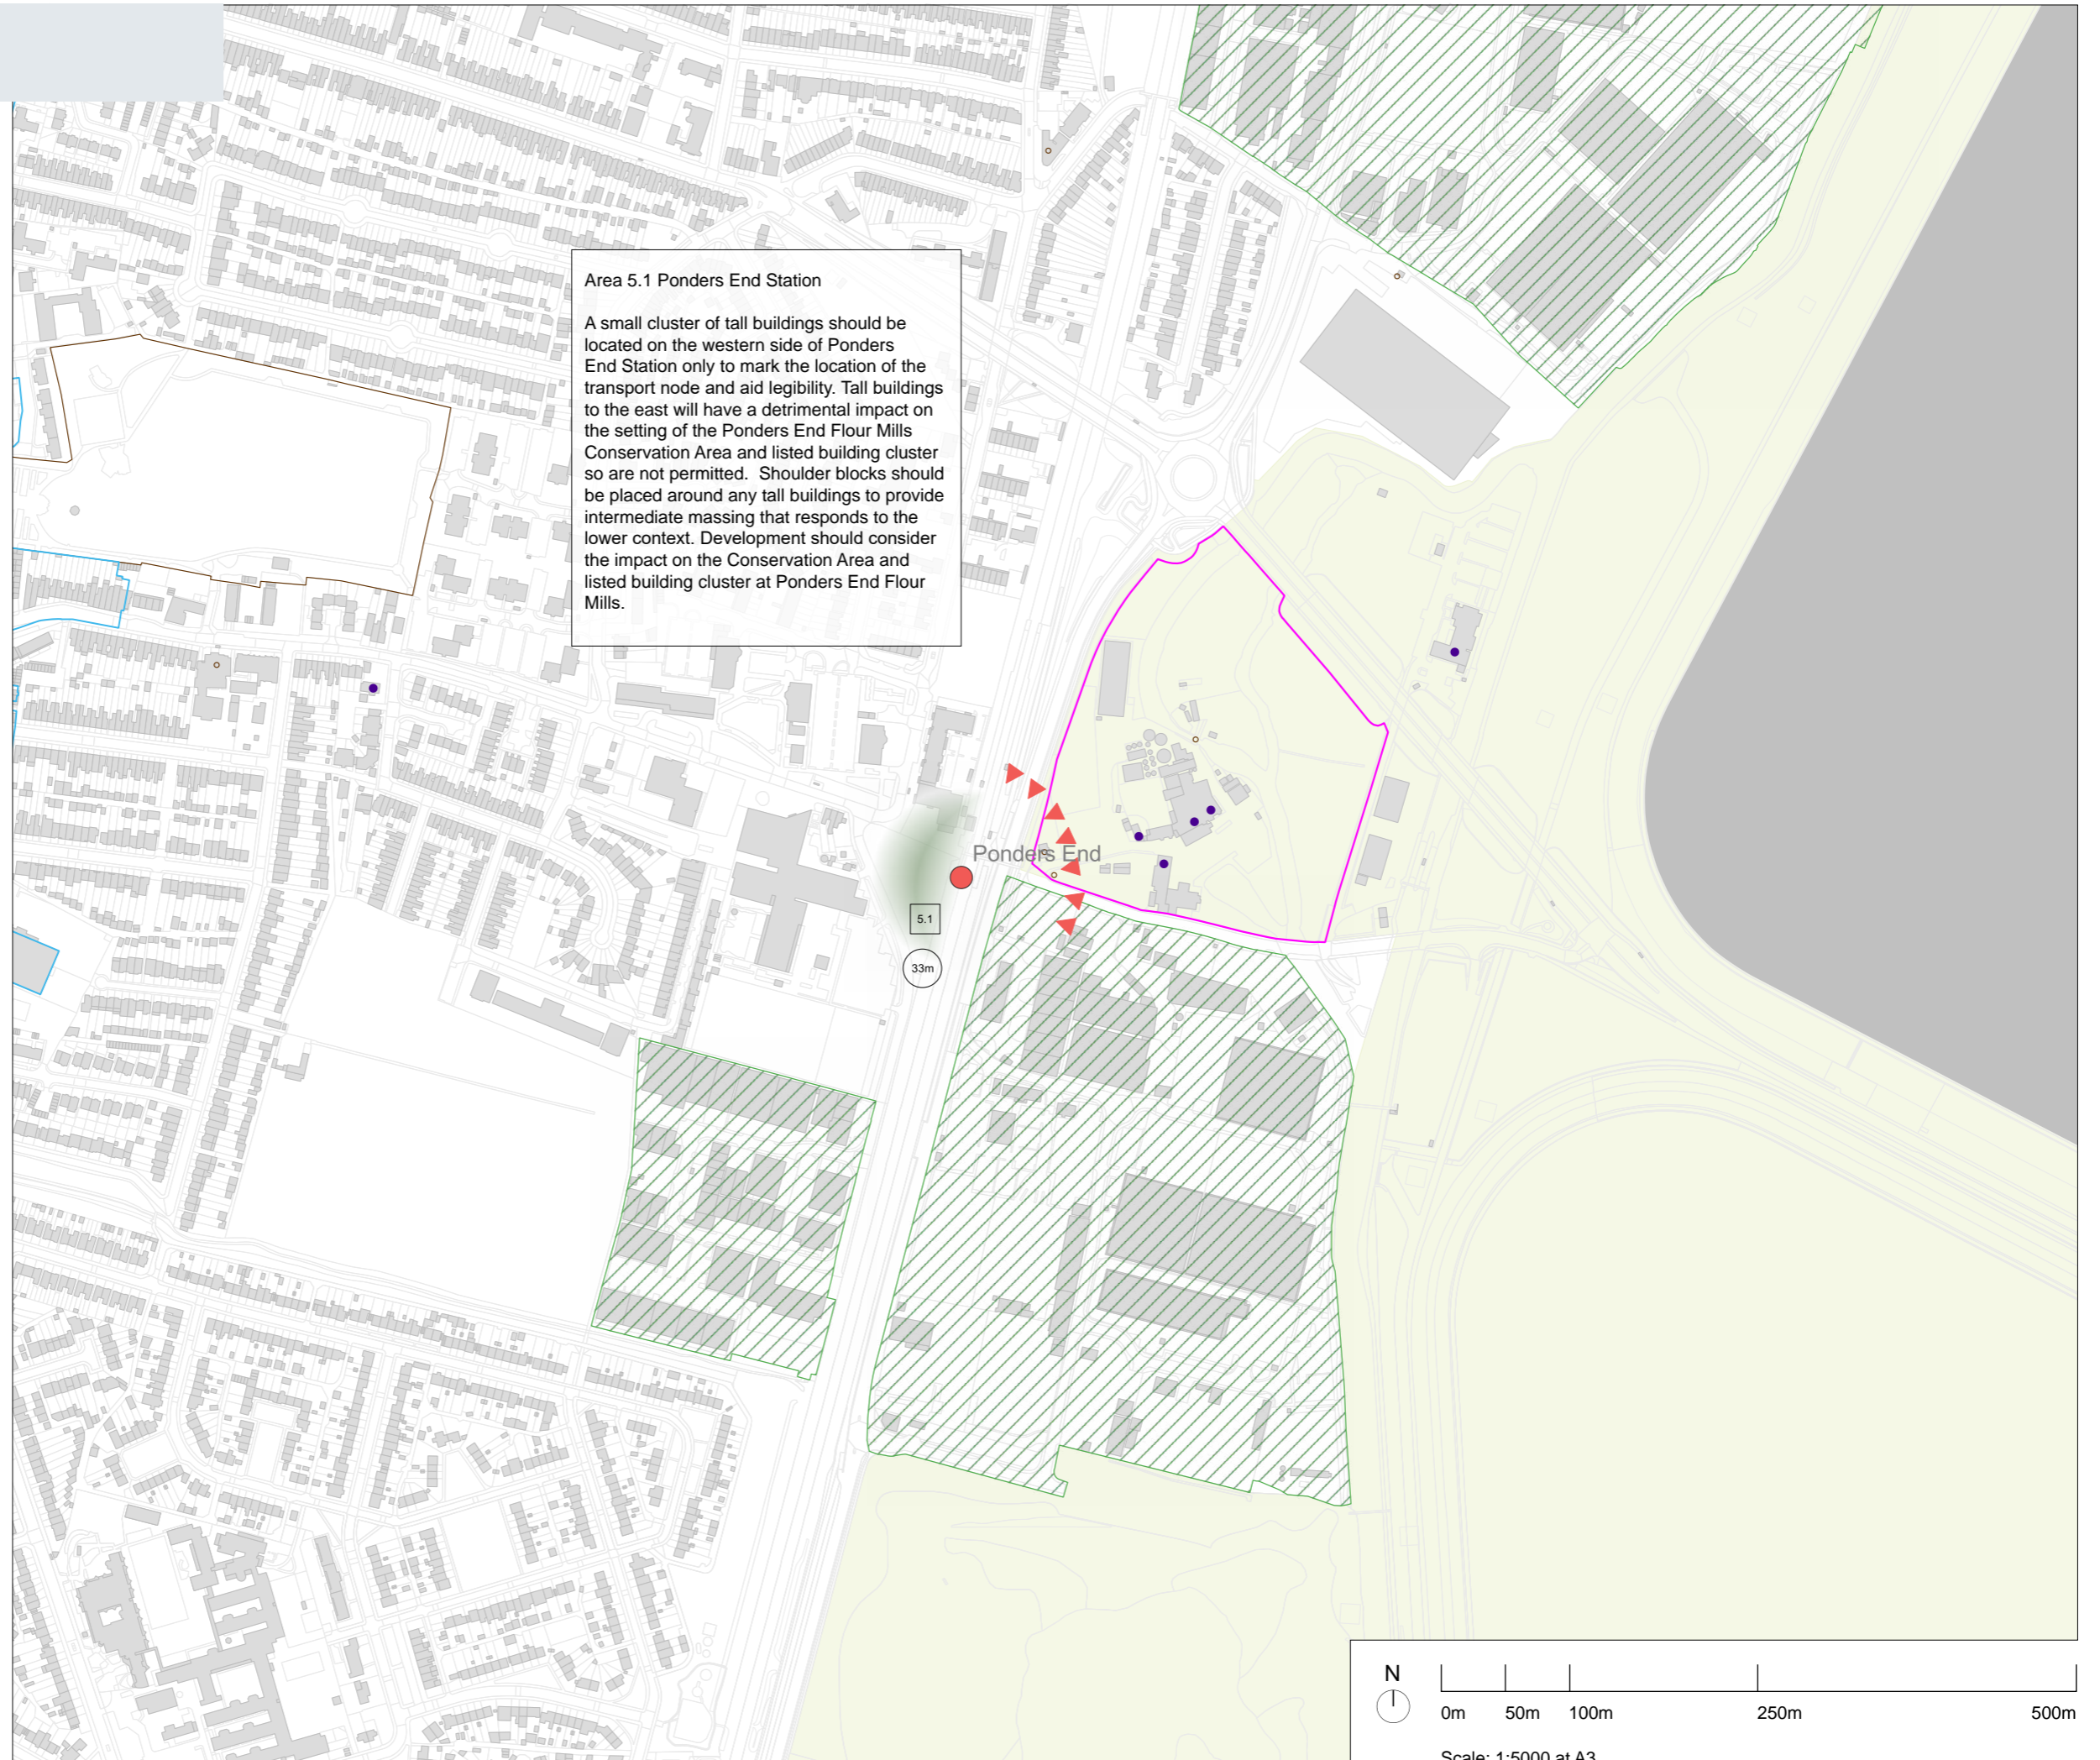 Area 5.1 Ponders End Station
A small cluster of tall buildings should be
located on the western side of Ponders
End Station only to mark the location of the
transport node and aid legibility. Tall buildings
to the east will have a detrimental impact on
the setting of the Ponders End Flour Mills
Conservation Area and listed building cluster
so are not permitted.  Shoulder blocks should
be placed around any tall buildings to provide
intermediate massing that responds to the
lower context. Development should consider
the impact on the Conservation Area and
listed building cluster at Ponders End Flour
Mills.
Ponders End
5.1
33m
N
0m 50m 100m 250m 500m
Scale: 1:5000 at A3